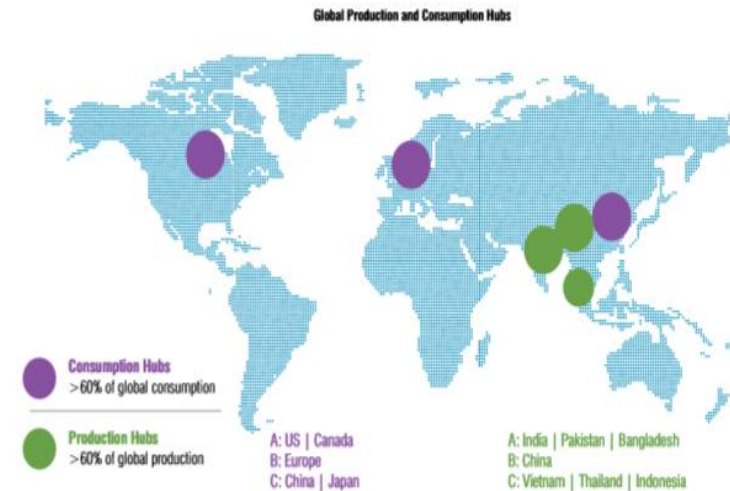 Global Production and Consumption Hubs
Consumption Hubs
>60% of global consumption
Production Hubs
>60% of global production
A: US | Canada
B: Europe
C: China | Japan
A: India | Pakistan | Bangladesh
B: China
C: Vietnam | Thailand | Indonesia